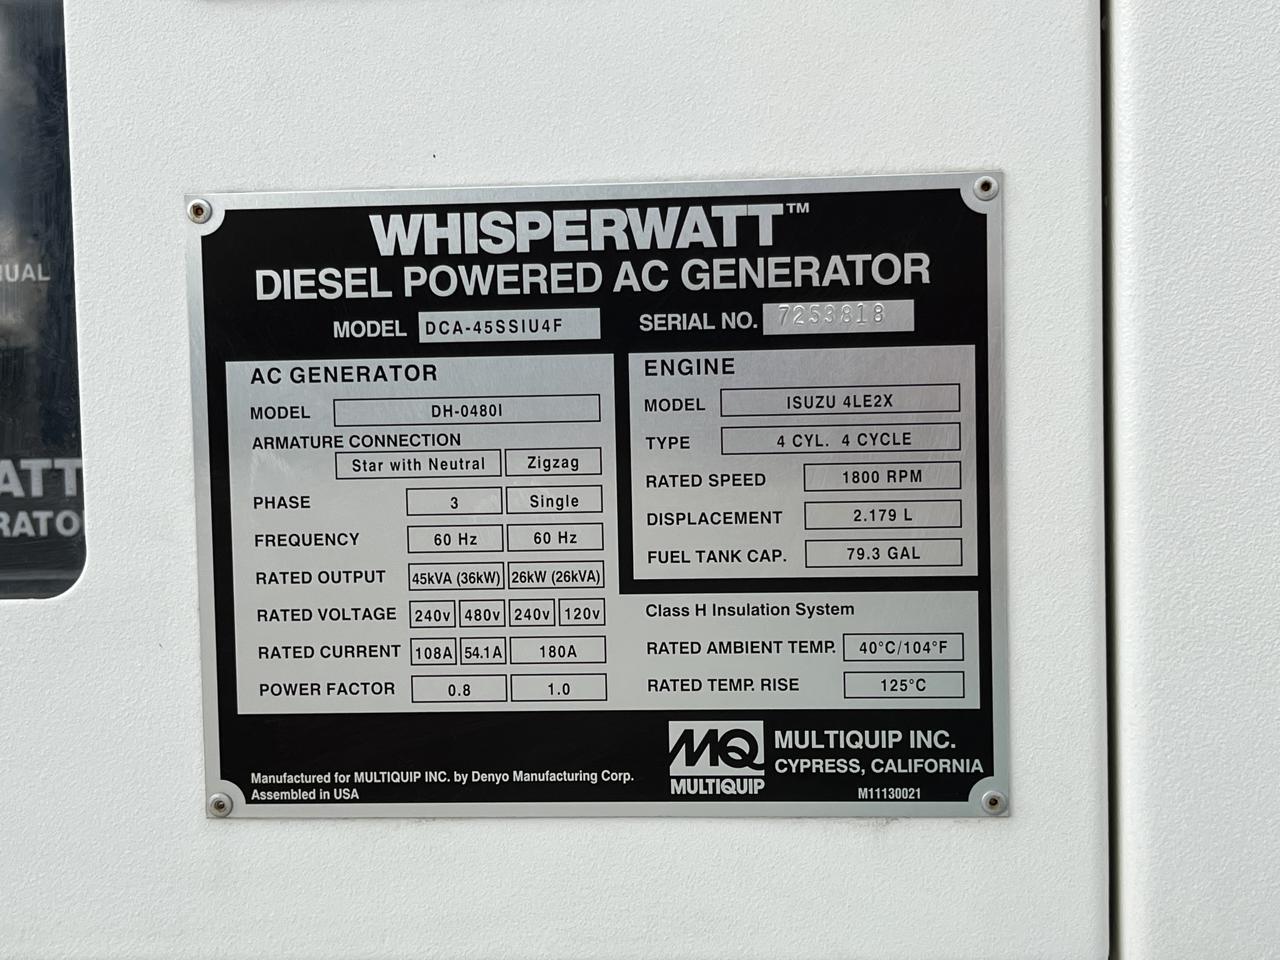 WHISPERWATT™
DIESEL POWERED AC GENERATOR
MODEL DCA-45SSIU4F SERIAL NO. 7253818
AC GENERATOR
MODEL DH-0480I
ARMATURE CONNECTION
Star with Neutral Zigzag
PHASE 3 Single
FREQUENCY 60 Hz 60 Hz
RATED OUTPUT 45kVA (36kW) 26kW (26kVA)
RATED VOLTAGE 240v 480v 240v 120v
RATED CURRENT 108A 54.1A 180A
POWER FACTOR 0.8 1.0
ENGINE
MODEL ISUZU 4LE2X
TYPE 4 CYL. 4 CYCLE
RATED SPEED 1800 RPM
DISPLACEMENT 2.179 L
FUEL TANK CAP. 79.3 GAL
Class H Insulation System
RATED AMBIENT TEMP. 40°C/104°F
RATED TEMP. RISE 125°C
Manufactured for MULTIQUIP INC. by Denyo Manufacturing Corp.
Assembled in USA
MQ
MULTIQUIP
MULTIQUIP INC.
CYPRESS, CALIFORNIA
M11130021
UAL
ATT
RATO